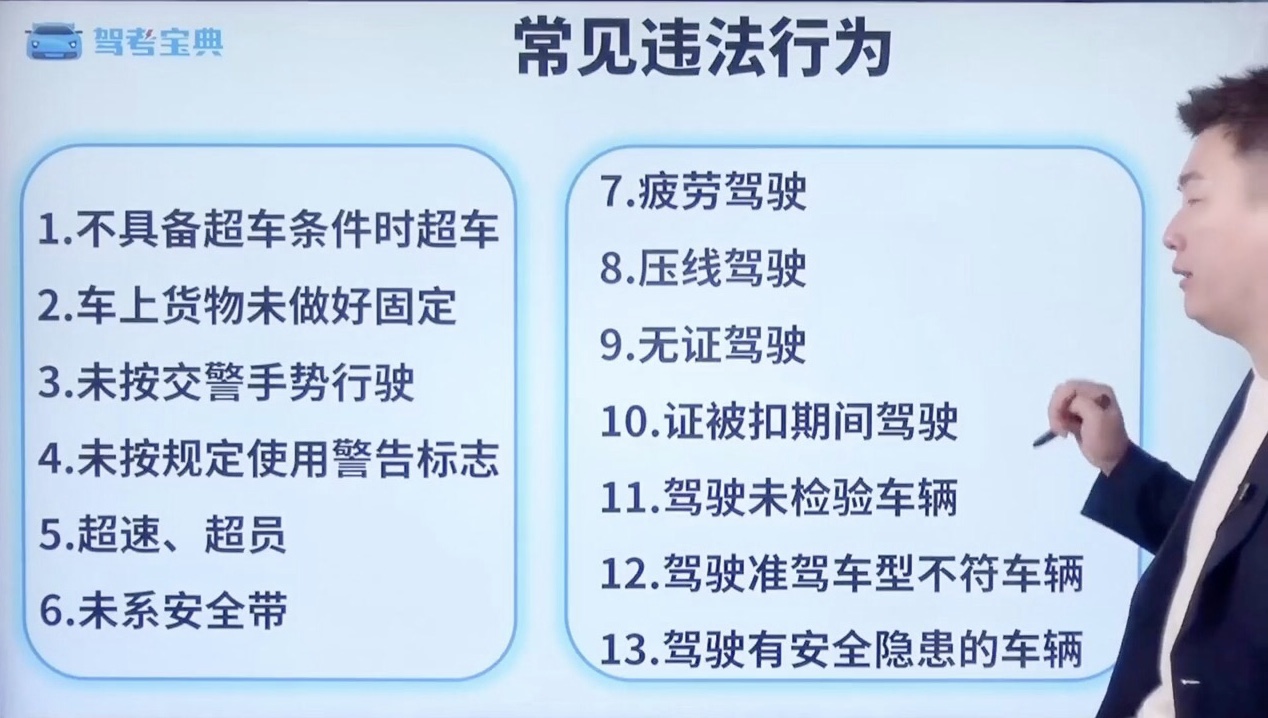 驾考宝典
常见违法行为
1.不具备超车条件时超车
2.车上货物未做好固定
3.未按交警手势行驶
4.未按规定使用警告标志
5.超速、超员
6.未系安全带
7.疲劳驾驶
8.压线驾驶
9.无证驾驶
10.证被扣期间驾驶
11.驾驶未检验车辆
12.驾驶准驾车型不符车辆
13.驾驶有安全隐患的车辆